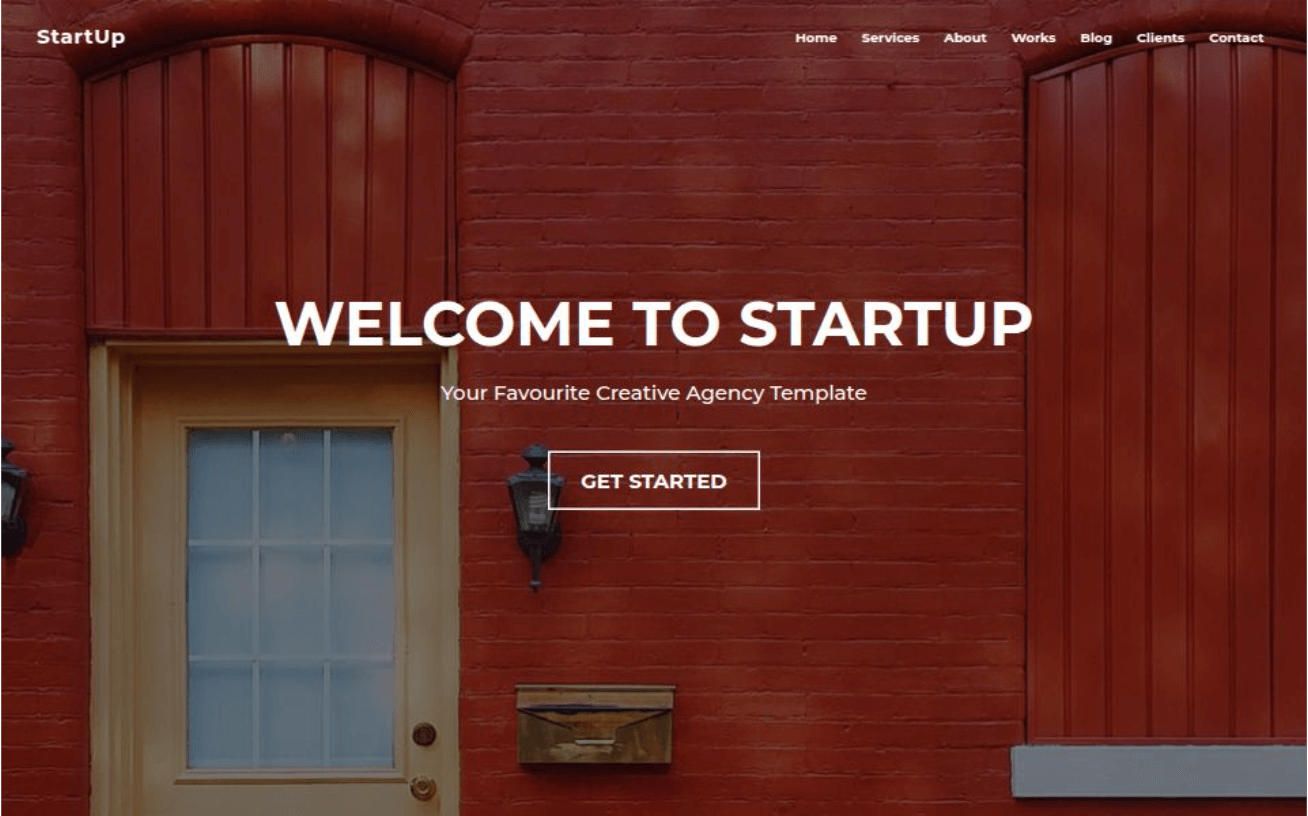 StartUp
Home Services About Works Blog Clients Contact
WELCOME TO STARTUP
Your Favourite Creative Agency Template
GET STARTED